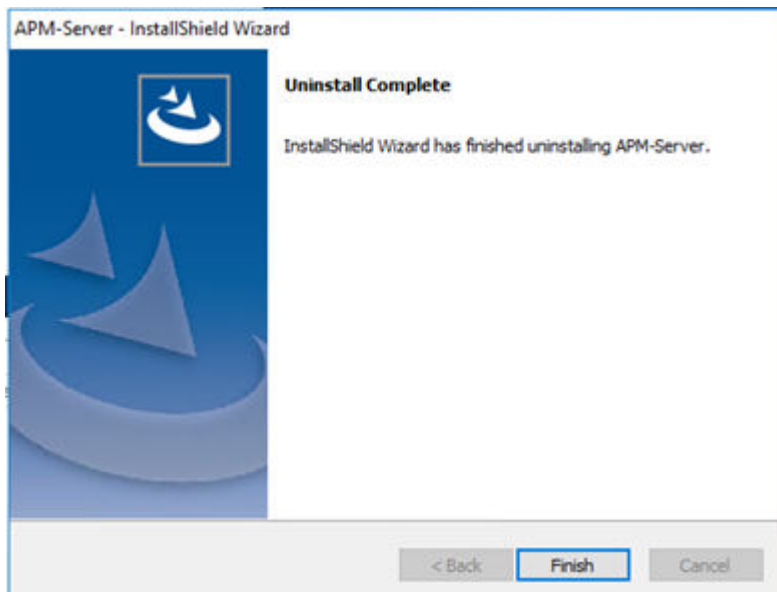 APM-Server - InstallShield Wizard
Uninstall Complete
InstallShield Wizard has finished uninstalling APM-Server.
< Back
Finish
Cancel